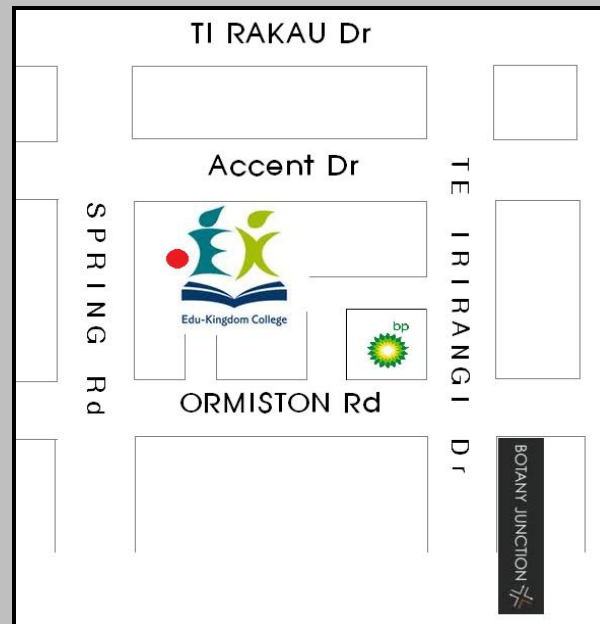 TI RAKAU Dr
Accent Dr
SPRING Rd
TE IRIRANGI Dr
Edu-Kingdom College
bp
ORMISTON Rd
BOTANY JUNCTION